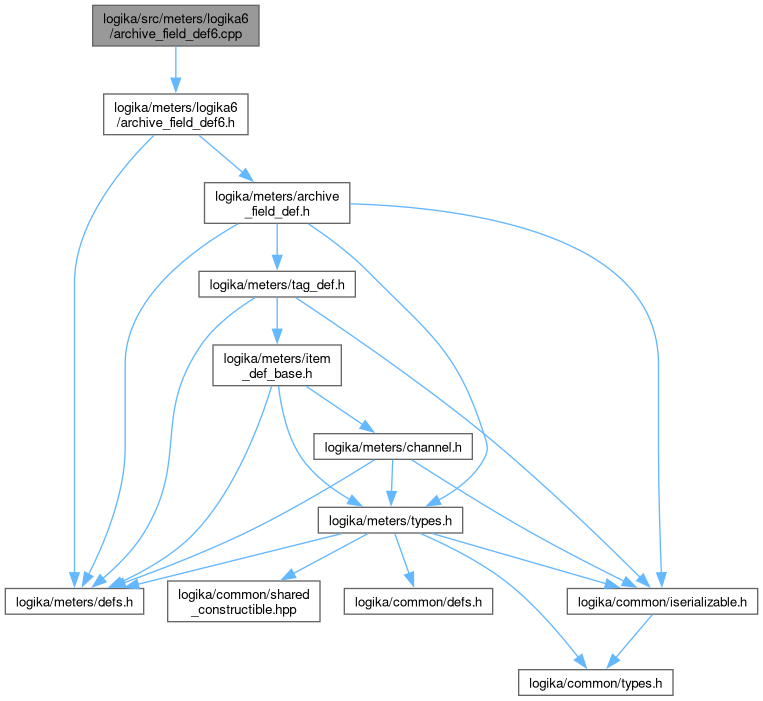 logika/src/meters/logika6
/archive_field_def6.cpp
logika/meters/logika6
/archive_field_def6.h
logika/meters/archive
_field_def.h
logika/meters/tag_def.h
logika/meters/item
_def_base.h
logika/meters/channel.h
logika/meters/types.h
logika/meters/defs.h
logika/common/shared
_constructible.hpp
logika/common/defs.h
logika/common/iserializable.h
logika/common/types.h